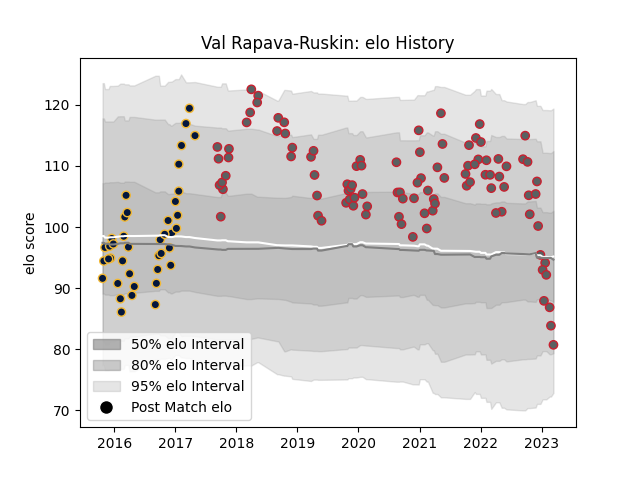 Val Rapava-Ruskin: elo History
elo score
120
110
100
90
80
70
50% elo Interval
80% elo Interval
95% elo Interval
Post Match elo
2016 2017 2018 2019 2020 2021 2022 2023